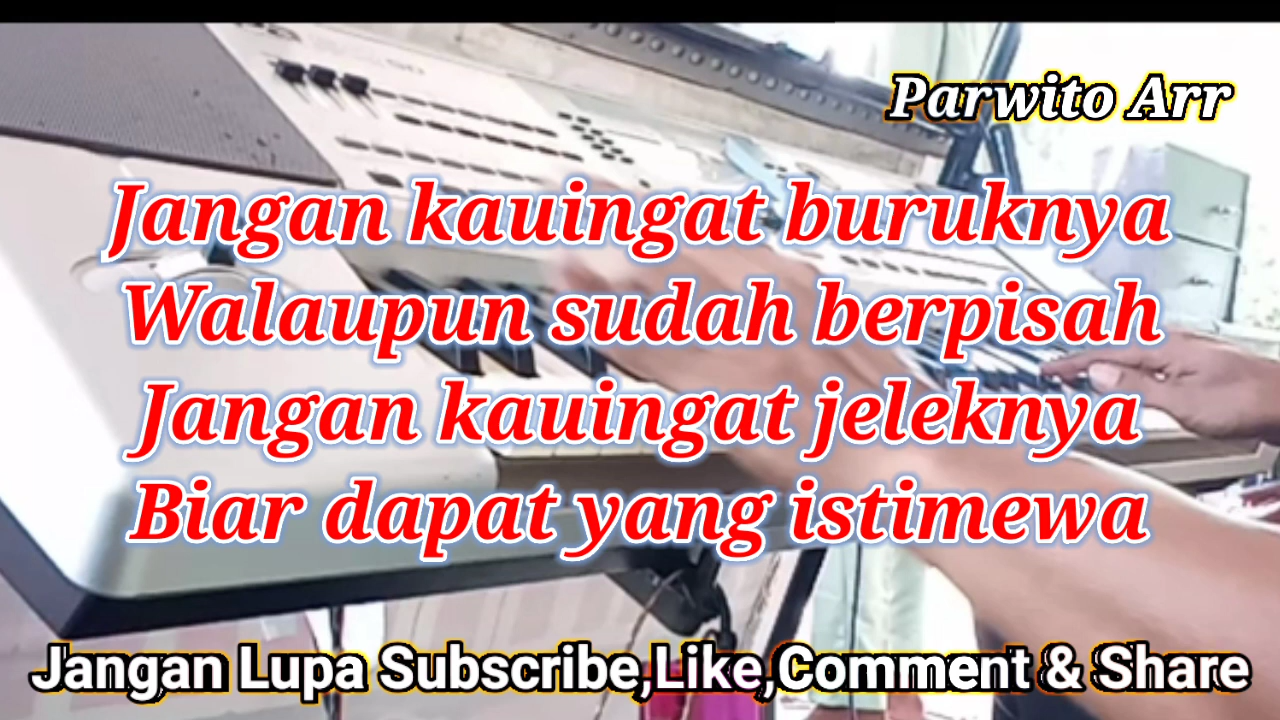 Parwito Arr
Jangan kauingat buruknya
Walaupun sudah berpisah
Jangan kauingat jeleknya
Biar dapat yang istimewa
Jangan Lupa Subscribe,Like,Comment & Share